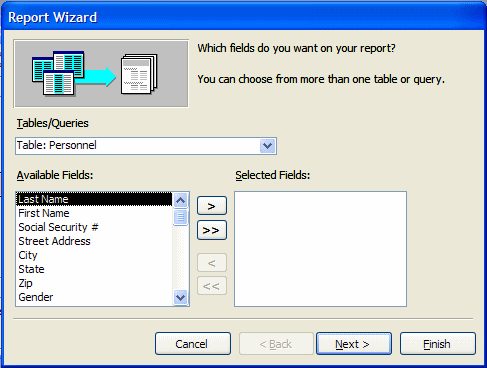 Report Wizard
Which fields do you want on your report?
You can choose from more than one table or query.
Tables/Queries
Table: Personnel
Available Fields:
Selected Fields:
Last Name
First Name
Social Security #
Street Address
City
State
Zip
Gender
>
>>
<
<<
Cancel
< Back
Next >
Finish